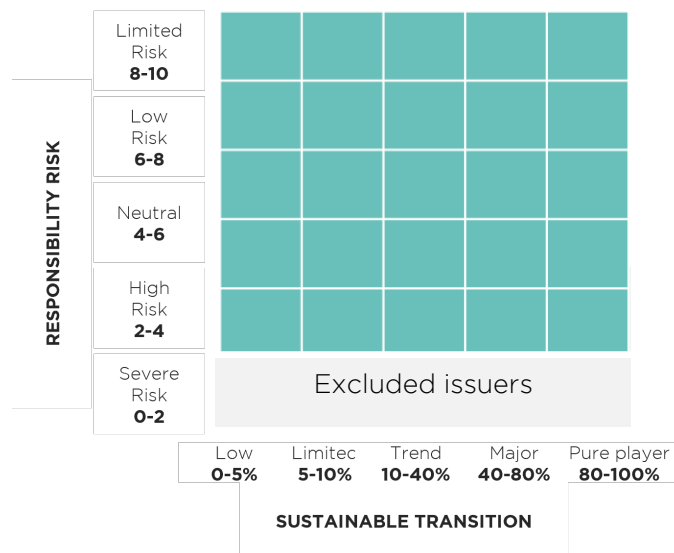 Limited
Risk
8-10
Low
Risk
6-8
Neutral
4-6
High
Risk
2-4
Severe
Risk
0-2
RESPONSIBILITY RISK
Excluded issuers
Low Limitec Trend Major Pure player
0-5% 5-10% 10-40% 40-80% 80-100%
SUSTAINABLE TRANSITION